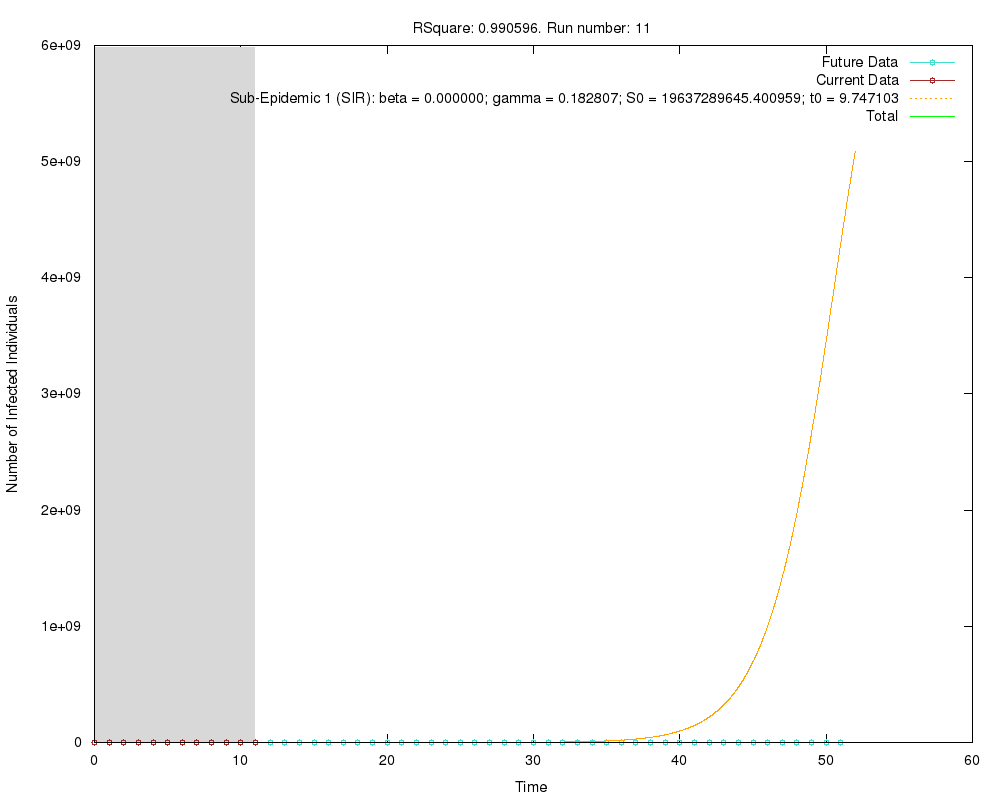 RSquare: 0.990596. Run number: 11
6e+09
5e+09
4e+09
3e+09
2e+09
1e+09
0
Number of Infected Individuals
Future Data
Current Data
Sub-Epidemic 1 (SIR): beta = 0.000000; gamma = 0.182807; S0 = 19637289645.400959; t0 = 9.747103
Total
0 10 20 30 40 50 60
Time